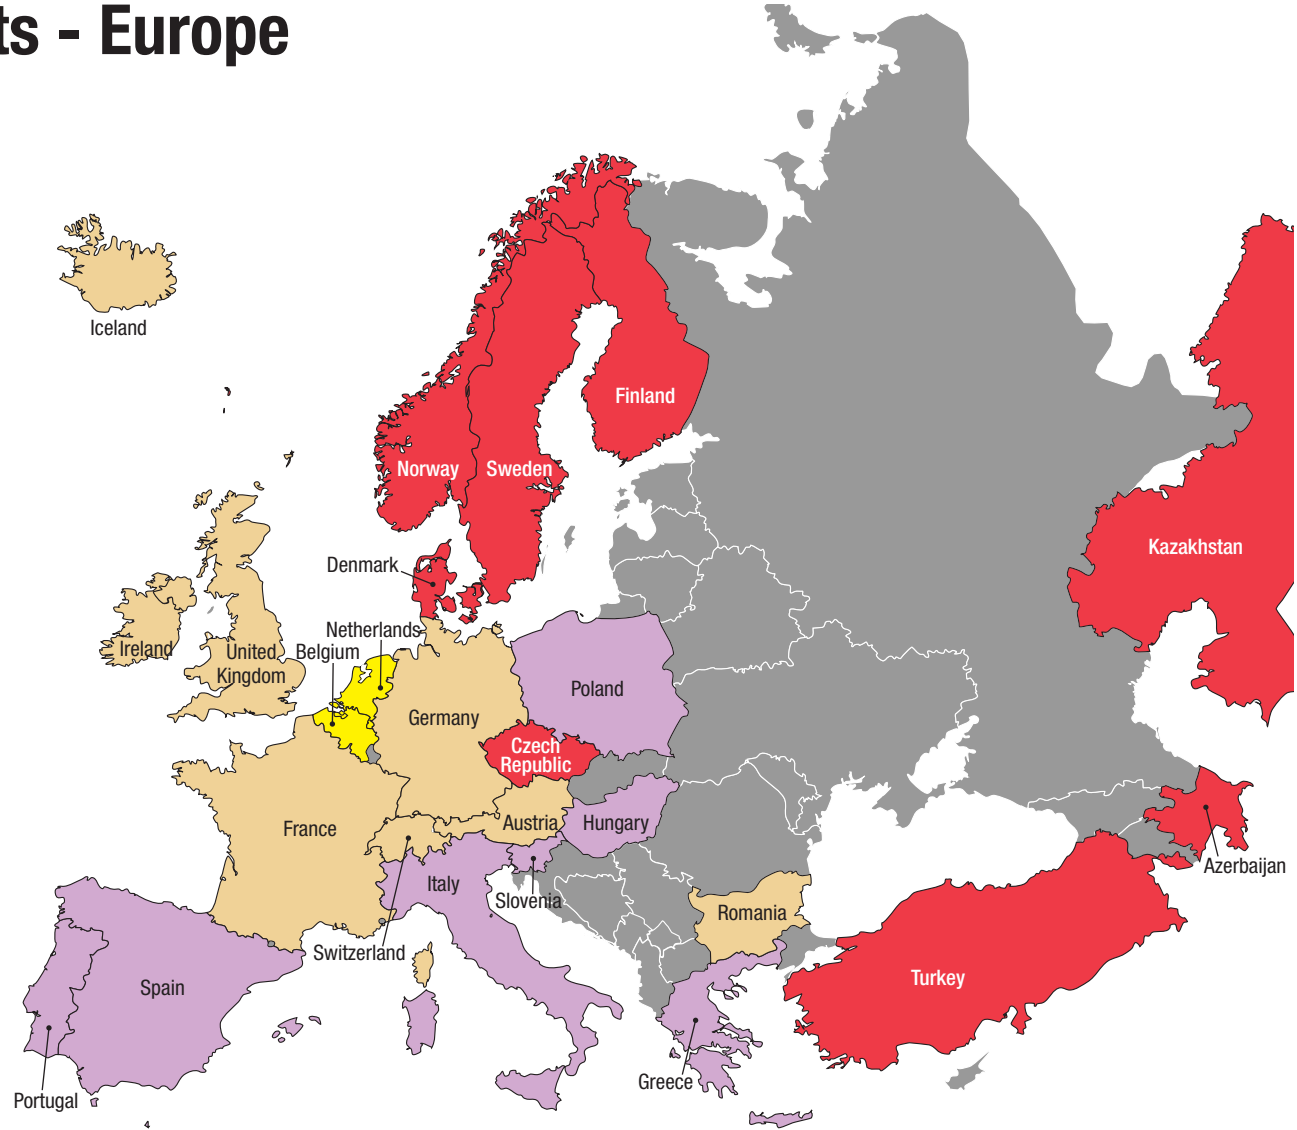 ts - Europe
Iceland
Finland
Norway
Sweden
Kazakhstan
Denmark
Netherlands
Ireland
United
Kingdom
Belgium
Poland
Germany
Czech
Republic
France
Austria
Hungary
Azerbaijan
Italy
Slovenia
Romania
Switzerland
Spain
Turkey
Greece
Portugal
4